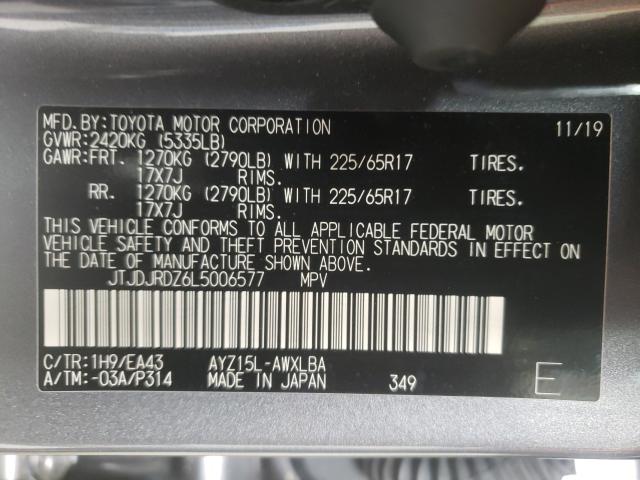 MFD.BY:TOYOTA MOTOR CORPORATION 11/19
GVWR:2420KG (5335LB)
GAWR:FRT. 1270KG (2790LB) WITH 225/65R17 TIRES.
17X7J RIMS.
RR. 1270KG (2790LB) WITH 225/65R17 TIRES.
17X7J RIMS.
THIS VEHICLE CONFORMS TO ALL APPLICABLE FEDERAL MOTOR
VEHICLE SAFETY AND THEFT PREVENTION STANDARDS IN EFFECT ON
THE DATE OF MANUFACTURE SHOWN ABOVE.
JTJDJRDZ6L5006577 MPV
C/TR:1H9/EA43 AYZ15L-AWXLBA
A/TM:-03A/P314 MADE IN JAPAN 349 E